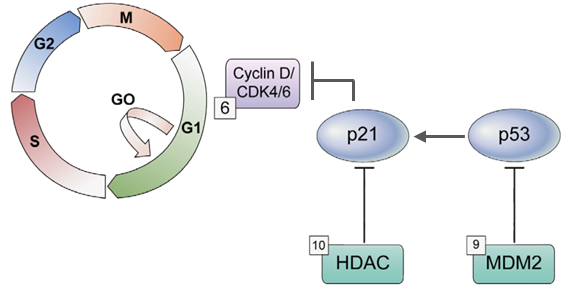 M
G2
Cyclin D/
CDK4/6
6
GO
G1
S
p21
p53
10
HDAC
9
MDM2